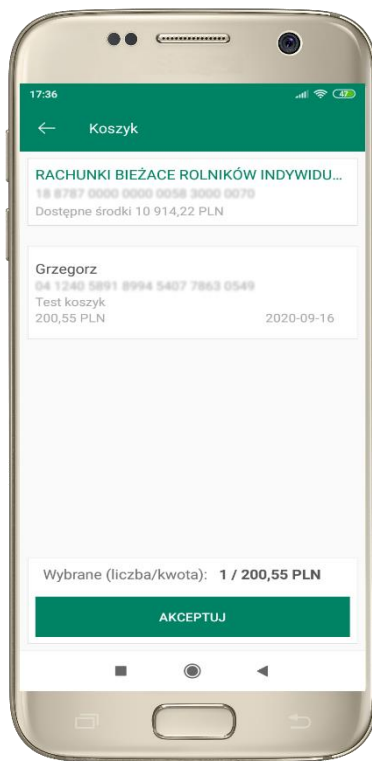 17:36
47
Koszyk
RACHUNKI BIEŻACE ROLNIKÓW INDYWIDU...
18 8787 0000 0000 0058 3000 0070
Dostępne środki 10 914,22 PLN
Grzegorz
04 1240 5891 8994 5407 7863 0549
Test koszyk
200,55 PLN 2020-09-16
Wybrane (liczba/kwota): 1 / 200,55 PLN
AKCEPTUJ